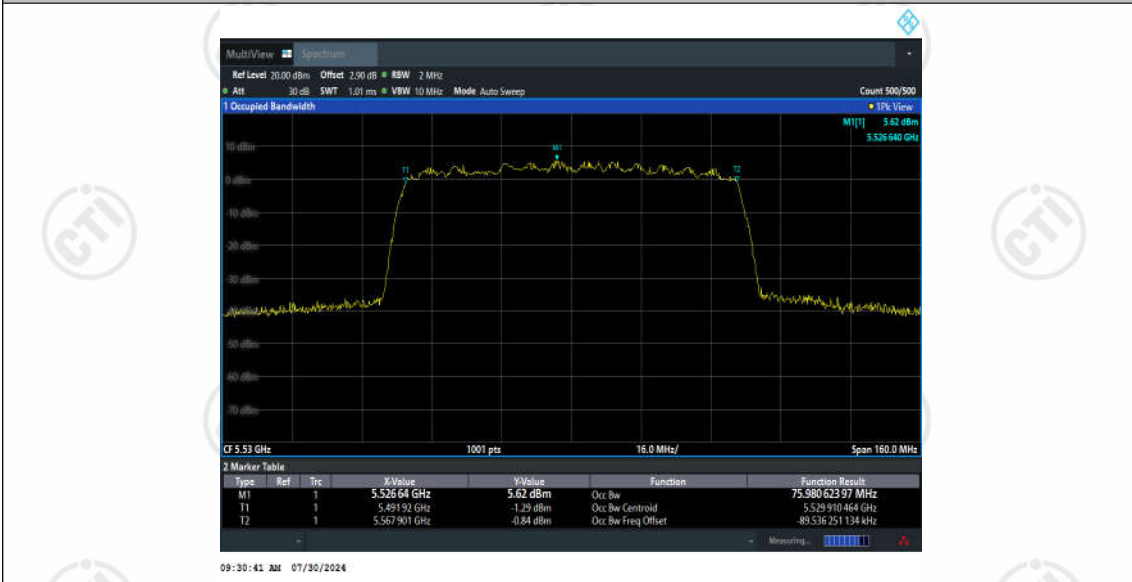 MultiView Spectrum
Ref Level 20.00 dBm Offset 2.90 dB RBW 2 MHz
Att 30 dB SWT 1.01 ms VBW 10 MHz Mode Auto Sweep Count 500/500
1 Occupied Bandwidth 1Pk View
M1[1] 5.62 dBm
5.526 640 GHz
M1
10 dBm
T1 T2
0 dBm
-10 dBm
-20 dBm
-30 dBm
-40 dBm
-50 dBm
-60 dBm
-70 dBm
CF 5.53 GHz 1001 pts 16.0 MHz/ Span 160.0 MHz
2 Marker Table
Type Ref Trc X-Value Y-Value Function Function Result
M1 1 5.526 64 GHz 5.62 dBm Occ Bw 75.980 623 97 MHz
T1 1 5.491 92 GHz -1.29 dBm Occ Bw Centroid 5.529 910 464 GHz
T2 1 5.567 901 GHz -0.84 dBm Occ Bw Freq Offset -89.536 251 134 kHz
Measuring...
09:30:41 AM 07/30/2024
CTI
CTI